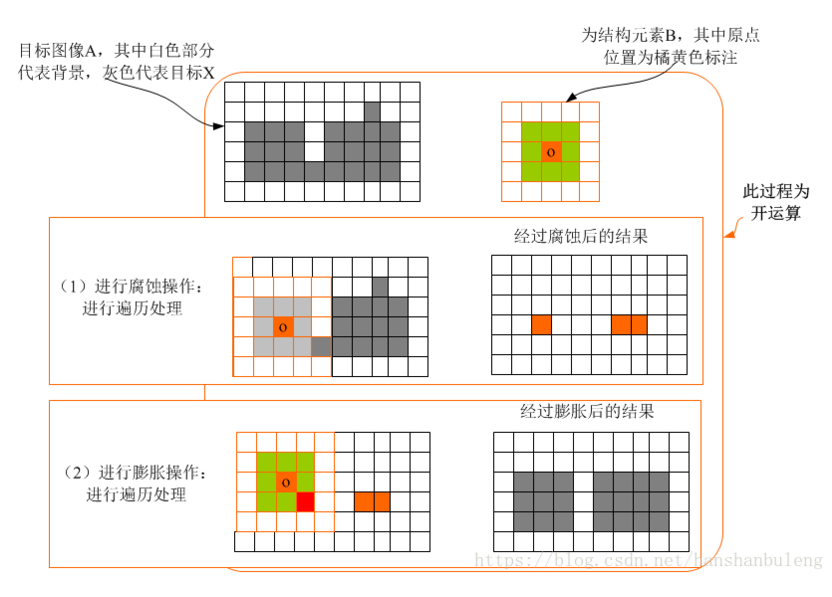 目标图像A，其中白色部分
代表背景，灰色代表目标X
为结构元素B，其中原点
位置为橘黄色标注
o
此过程为
开运算
经过腐蚀后的结果
（1）进行腐蚀操作：
进行遍历处理
o
经过膨胀后的结果
（2）进行膨胀操作：
进行遍历处理
o
https://blog.csdn.net/hanshanbuleng